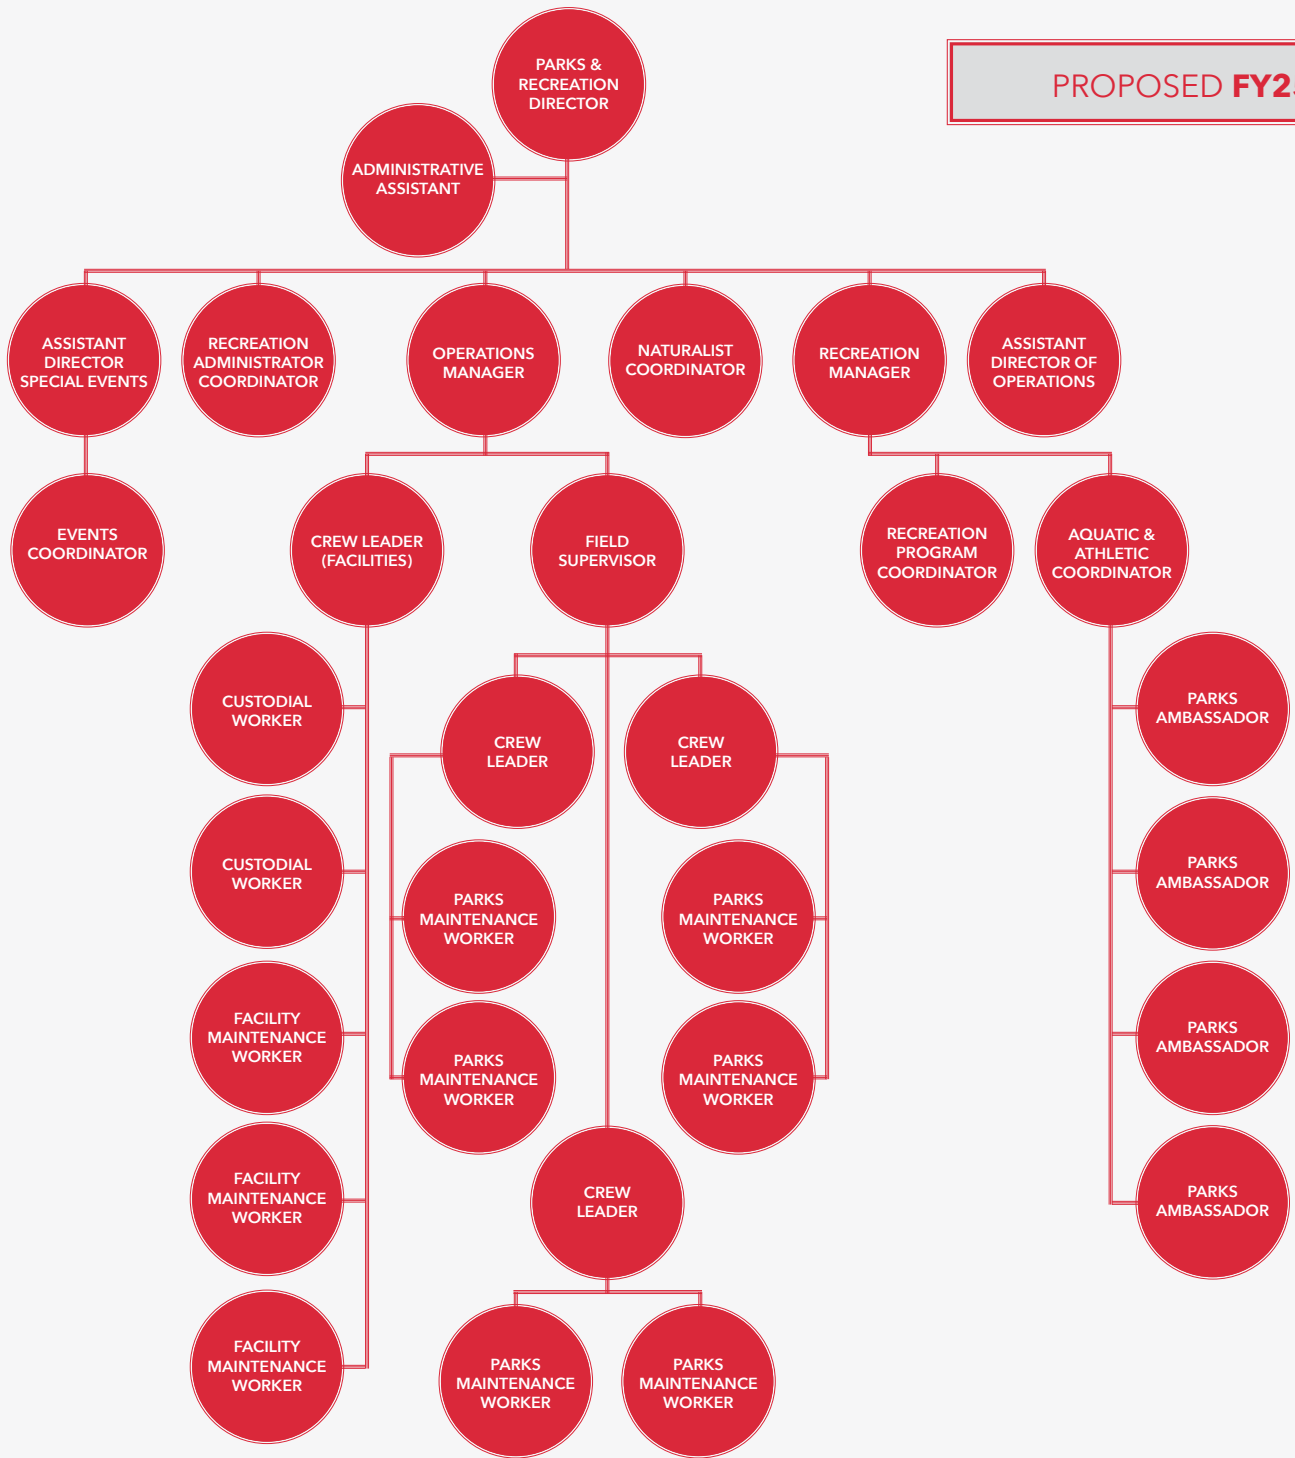 PARKS &
RECREATION
DIRECTOR
PROPOSED FY2
ADMINISTRATIVE
ASSISTANT
ASSISTANT
DIRECTOR
SPECIAL EVENTS
RECREATION
ADMINISTRATOR
COORDINATOR
OPERATIONS
MANAGER
NATURALIST
COORDINATOR
RECREATION
MANAGER
ASSISTANT
DIRECTOR OF
OPERATIONS
EVENTS
COORDINATOR
CREW LEADER
(FACILITIES)
FIELD
SUPERVISOR
RECREATION
PROGRAM
COORDINATOR
AQUATIC &
ATHLETIC
COORDINATOR
CUSTODIAL
WORKER
CREW
LEADER
CREW
LEADER
PARKS
AMBASSADOR
CUSTODIAL
WORKER
PARKS
MAINTENANCE
WORKER
PARKS
MAINTENANCE
WORKER
PARKS
AMBASSADOR
FACILITY
MAINTENANCE
WORKER
PARKS
MAINTENANCE
WORKER
PARKS
MAINTENANCE
WORKER
PARKS
AMBASSADOR
FACILITY
MAINTENANCE
WORKER
CREW
LEADER
PARKS
AMBASSADOR
FACILITY
MAINTENANCE
WORKER
PARKS
MAINTENANCE
WORKER
PARKS
MAINTENANCE
WORKER